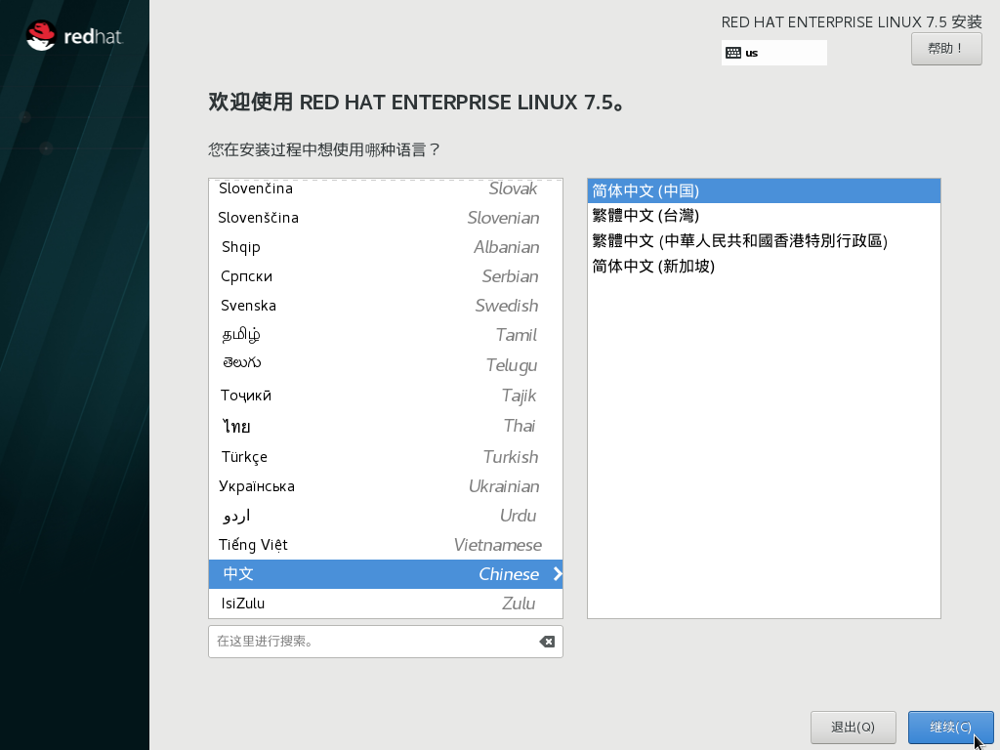 redhat.
RED HAT ENTERPRISE LINUX 7.5 安装
us
帮助！
欢迎使用 RED HAT ENTERPRISE LINUX 7.5。
您在安装过程中想使用哪种语言？
Slovenčina Slovak
Slovenščina Slovenian
Shqip Albanian
Српски Serbian
Svenska Swedish
தமிழ் Tamil
తెలుగు Telugu
Тоҷикӣ Tajik
ไทย Thai
Türkçe Turkish
Українська Ukrainian
اردو Urdu
Tiếng Việt Vietnamese
中文 Chinese
IsiZulu Zulu
简体中文 (中国)
繁體中文 (台灣)
繁體中文 (中華人民共和國香港特別行政區)
简体中文 (新加坡)
在这里进行搜索。
退出(Q)
继续(C)